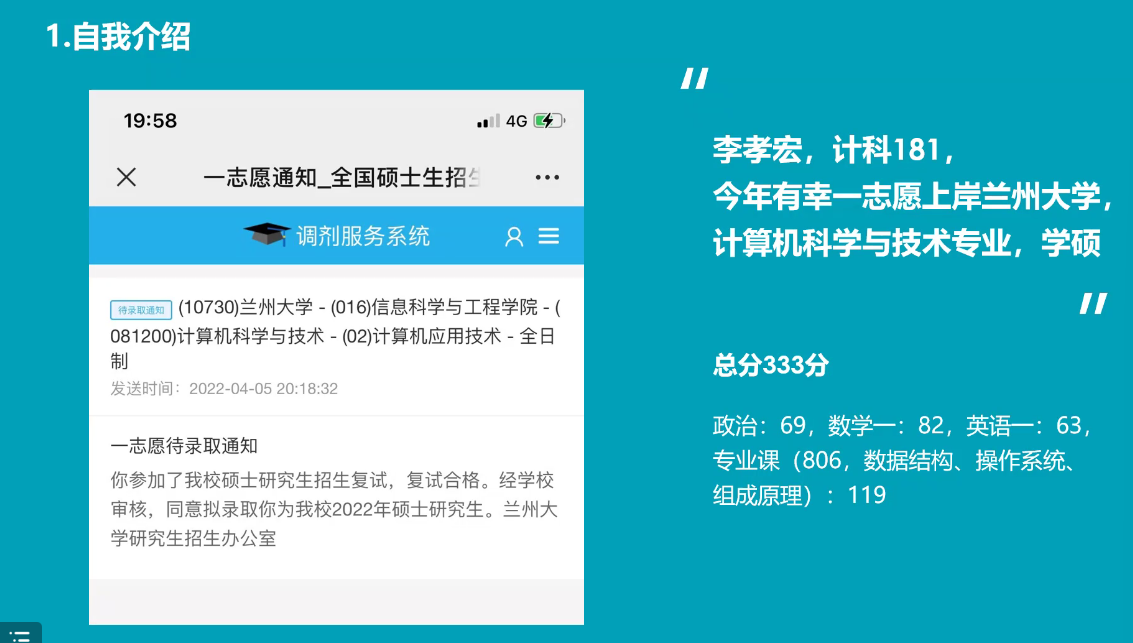 1.自我介绍
19:58
4G
一志愿通知_全国硕士生招生
调剂服务系统
待录取通知 (10730)兰州大学 - (016)信息科学与工程学院 - (
081200)计算机科学与技术 - (02)计算机应用技术 - 全日
制
发送时间：2022-04-05 20:18:32
一志愿待录取通知
你参加了我校硕士研究生招生复试，复试合格。经学校
审核，同意拟录取你为我校2022年硕士研究生。兰州大
学研究生招生办公室
李孝宏，计科181，
今年有幸一志愿上岸兰州大学，
计算机科学与技术专业，学硕
总分333分
政治：69，数学一：82，英语一：63，
专业课（806，数据结构、操作系统、
组成原理）：119